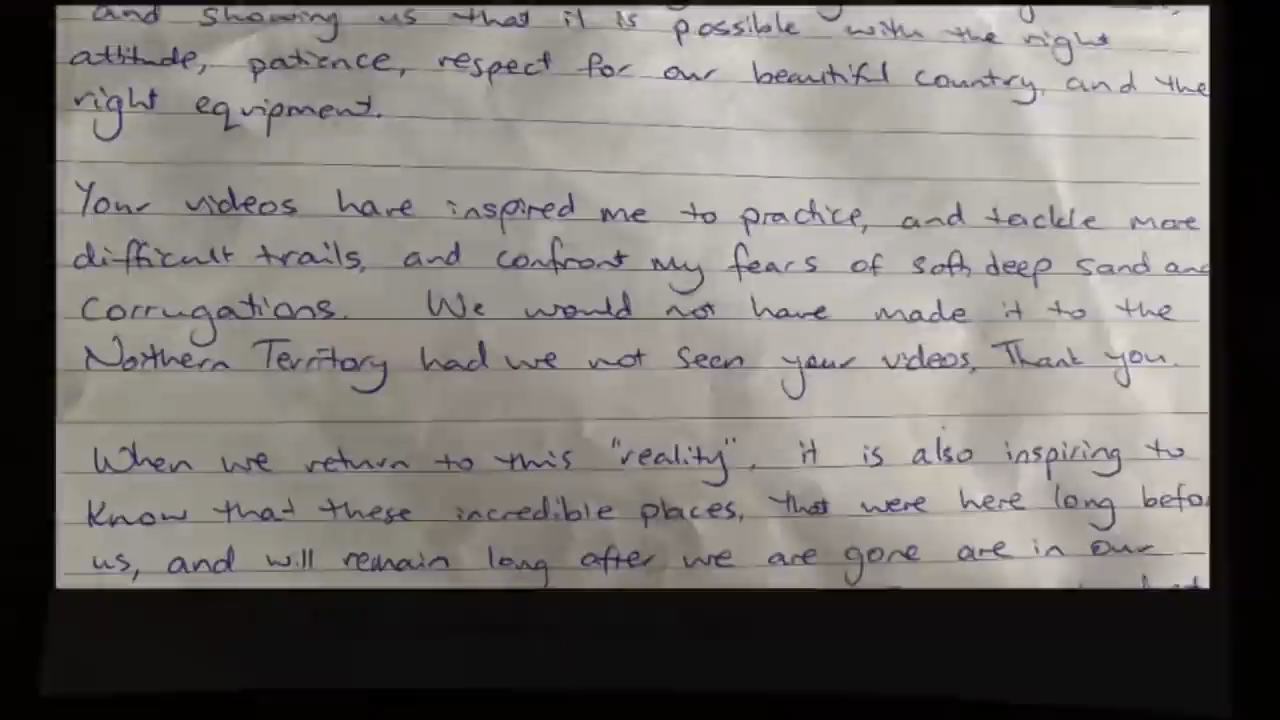 and showing us that it is possible with the right
attitude, patience, respect for our beautiful country, and the
right equipment.
Your videos have inspired me to practice, and tackle more
difficult trails, and confront my fears of soft, deep sand and
corrugations. We would not have made it to the
Northern Territory had we not seen your videos. Thank you.
When we return to this "reality", it is also inspiring to
know that these incredible places, that were here long befo
us, and will remain long after we are gone are in our